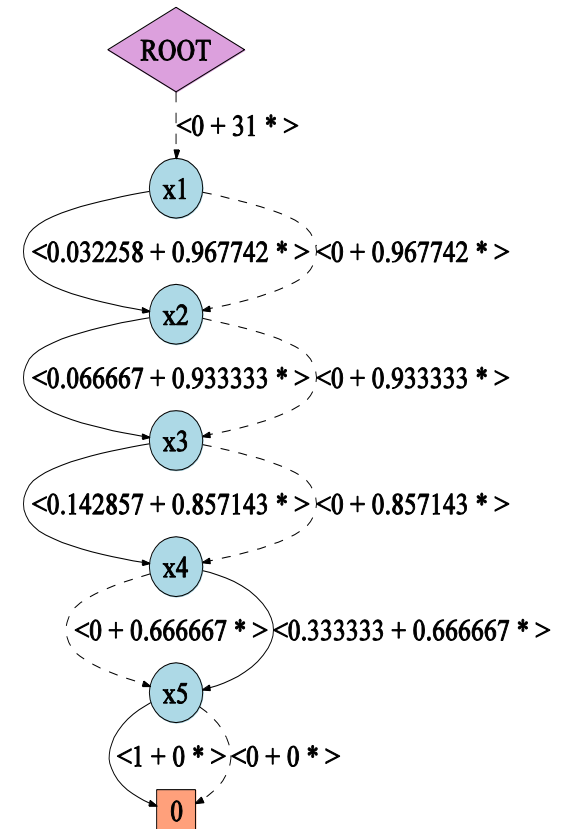 ROOT
<0 + 31 * >
x1
<0.032258 + 0.967742 * > <0 + 0.967742 * >
x2
<0.066667 + 0.933333 * > <0 + 0.933333 * >
x3
<0.142857 + 0.857143 * > <0 + 0.857143 * >
x4
<0 + 0.666667 * > <0.333333 + 0.666667 * >
x5
<1 + 0 * > <0 + 0 * >
0